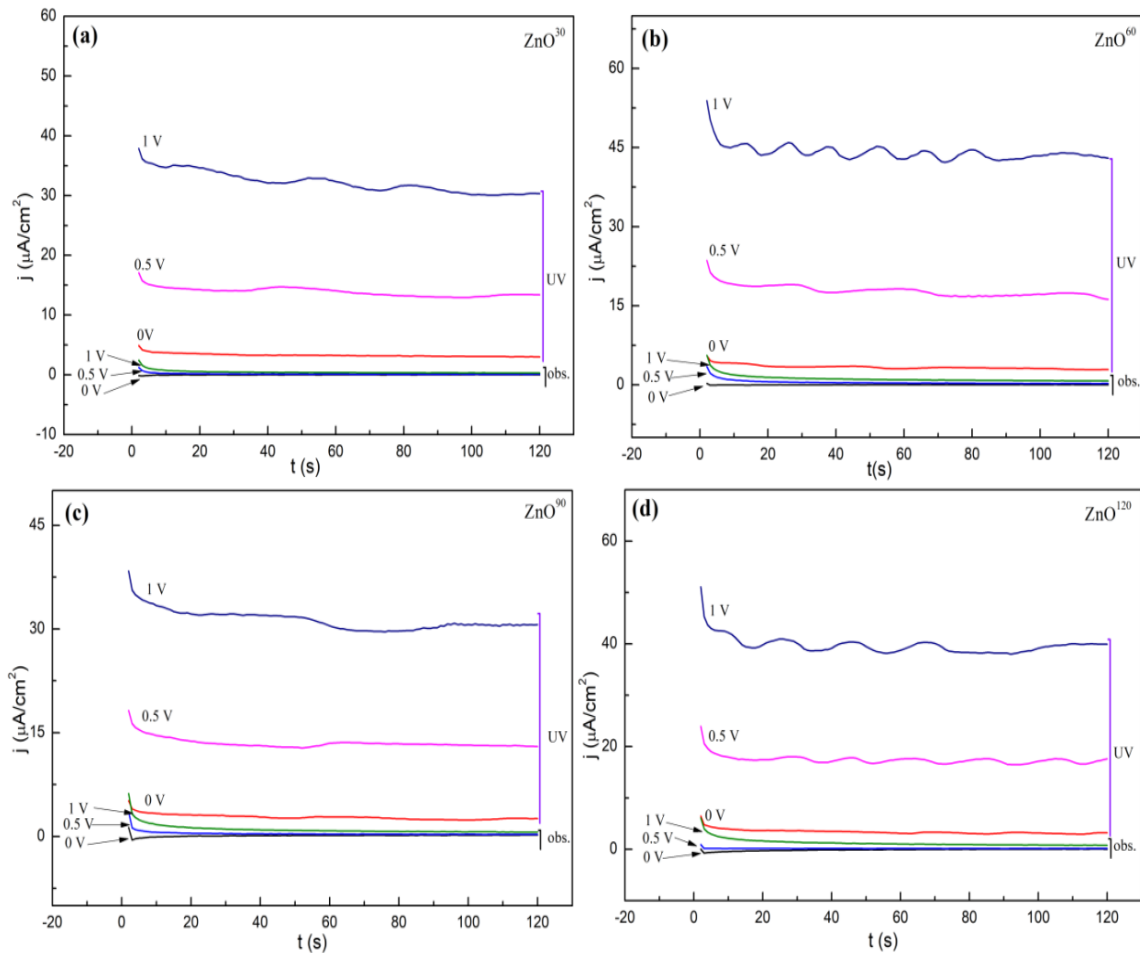 (a)
ZnO30
60
50
40
30
20
10
0
-10
j (μA/cm2)
1 V
0.5 V
0V
1 V
0.5 V
0 V
UV
obs.
-20
0
20
40
60
80
100
120
t (s)
(b)
ZnO60
60
45
30
15
0
j (μA/cm2)
1 V
0.5 V
0 V
1 V
0.5 V
0 V
UV
obs.
-20
0
20
40
60
80
100
120
t(s)
(c)
ZnO90
45
30
15
0
j (μA/cm2)
1 V
0.5 V
0 V
1 V
0.5 V
0 V
UV
obs.
-20
0
20
40
60
80
100
120
t (s)
(d)
ZnO120
60
40
20
0
j (μA/cm2)
1 V
0.5 V
0 V
1 V
0.5 V
0 V
UV
obs.
-20
0
20
40
60
80
100
120
t (s)